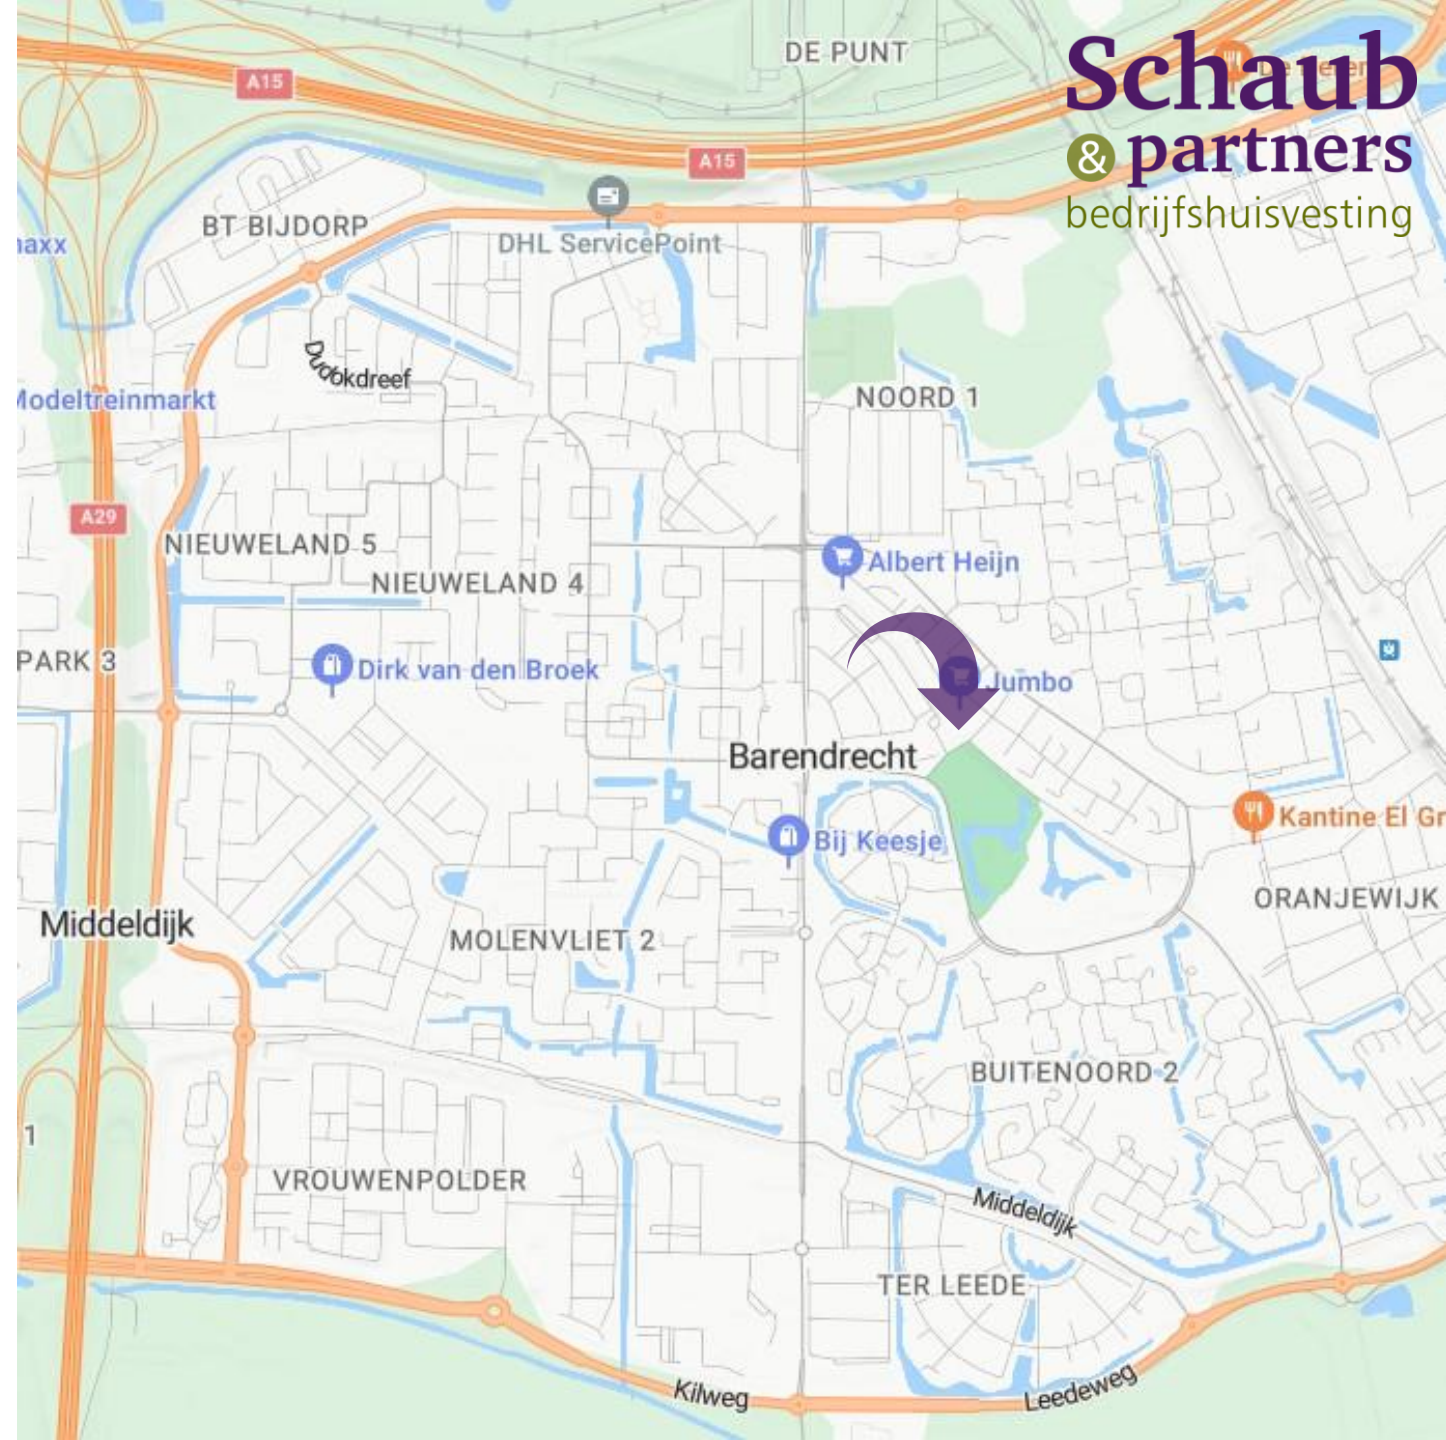 DE PUNT
Schaub
& partners
bedrijfshuisvesting
A15
A15
BT BIJDORP
DHL ServicePoint
axx
Dudokdreef
Modeltreinmarkt
NOORD 1
A29
NIEUWELAND 5
NIEUWELAND 4
Albert Heijn
PARK 3
Dirk van den Broek
Jumbo
Barendrecht
Kantine El Gr
Bij Keesje
ORANJEWIJK
Middeldijk
MOLENVLIET 2
BUITENOORD 2
1
VROUWENPOLDER
Middeldijk
TER LEEDE
Kilweg
Leedeweg